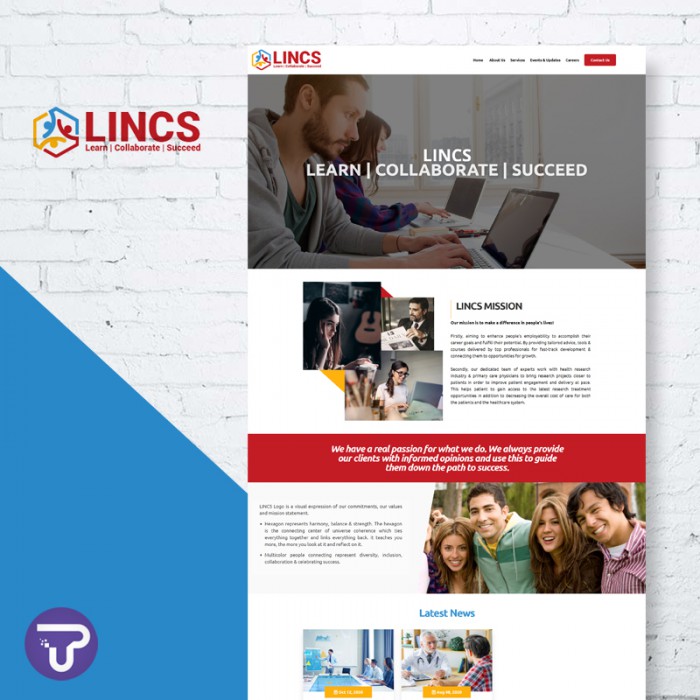 LINCS
Learn | Collaborate | Succeed
LINCS
Learn | Collaborate | Succeed
Home About Us Services Events & Updates Careers Contact Us
LINCS
LEARN | COLLABORATE | SUCCEED
LINCS MISSION
Our mission is to make a difference in people's lives!
Firstly, aiming to enhance people's employability to accomplish their
career goals and fulfil their potential. By providing tailored advice, tools &
courses delivered by top professionals for fast-track development &
connecting them to opportunities for growth.
Secondly, our dedicated team of experts work with health research
industry & primary care physicians to bring research projects closer to
patients in order to improve patient engagement and delivery at pace.
This helps patient to gain access to the latest research treatment
opportunities in addition to decreasing the overall cost of care for both
the patients and the healthcare system.
We have a real passion for what we do. We always provide
our clients with informed opinions and use this to guide
them down the path to success.
LINCS Logo is a visual expression of our commitments, our values
and mission statement.
• Hexagon represents harmony, balance & strength. The hexagon
is the connecting center of universe coherence which ties
everything together and links everything back. It teaches you
more, the more you look at it and reflect on it.
• Multicolor people connecting represent diversity, inclusion,
collaboration & celebrating success.
Latest News
Oct 13, 2020 Aug 08, 2020